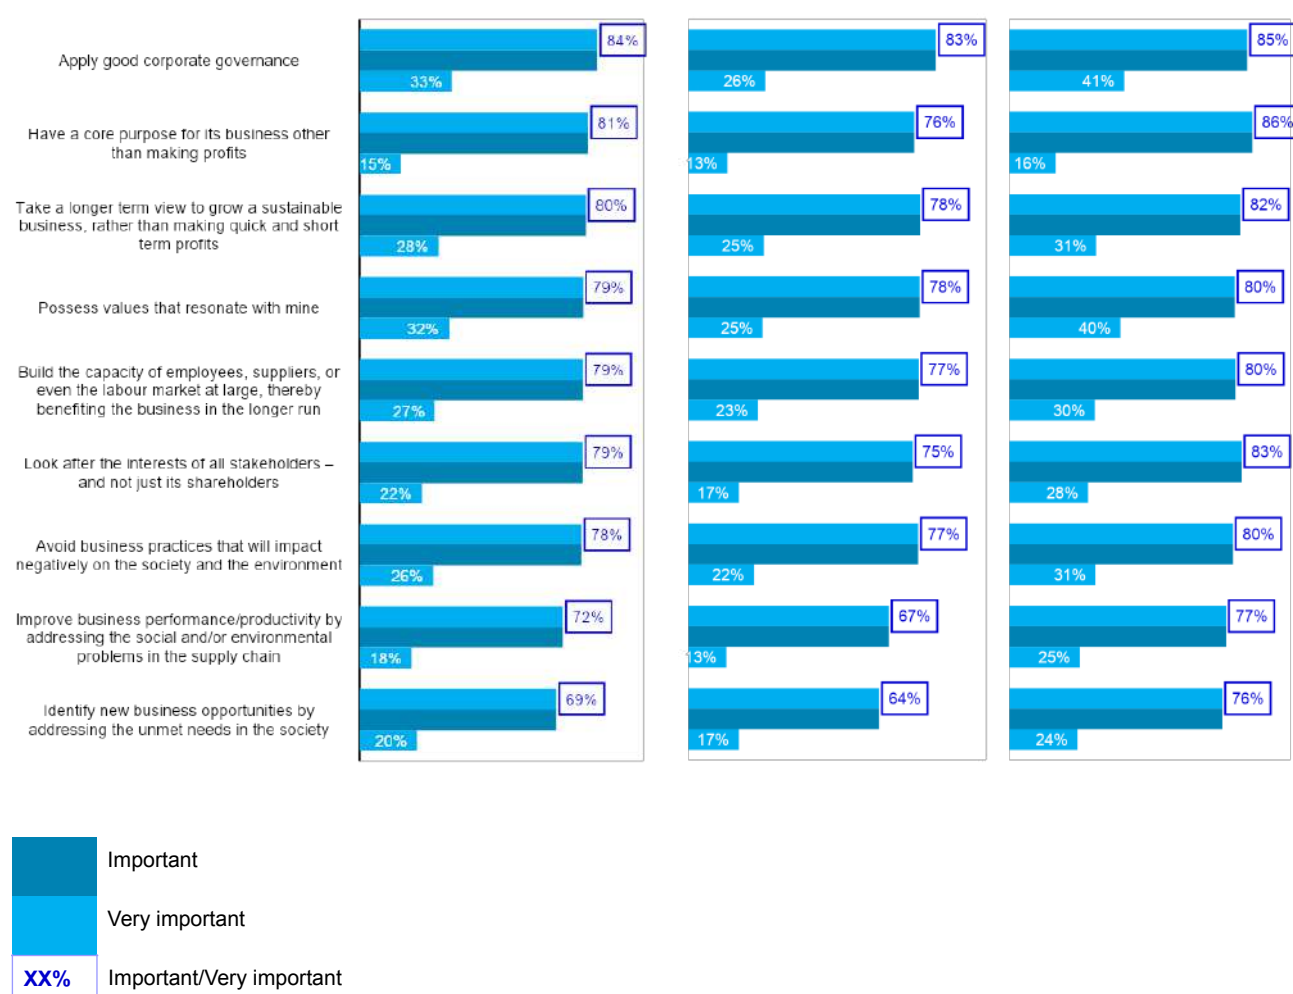 84%
83%
85%
Apply good corporate governance
33%
26%
41%
81%
76%
86%
Have a core purpose for its business other
than making profits
15%
13%
16%
80%
78%
82%
Take a longer term view to grow a sustainable
business, rather than making quick and short
term profits
28%
25%
31%
79%
78%
80%
Possess values that resonate with mine
32%
25%
40%
79%
77%
80%
Build the capacity of employees, suppliers, or
even the labour market at large, thereby
benefiting the business in the longer run
27%
23%
30%
79%
75%
83%
Look after the interests of all stakeholders –
and not just its shareholders
22%
17%
28%
78%
77%
80%
Avoid business practices that will impact
negatively on the society and the environment
26%
22%
31%
72%
67%
77%
Improve business performance/productivity by
addressing the social and/or environmental
problems in the supply chain
18%
13%
25%
69%
64%
76%
Identify new business opportunities by
addressing the unmet needs in the society
20%
17%
24%
Important
Very important
XX% Important/Very important